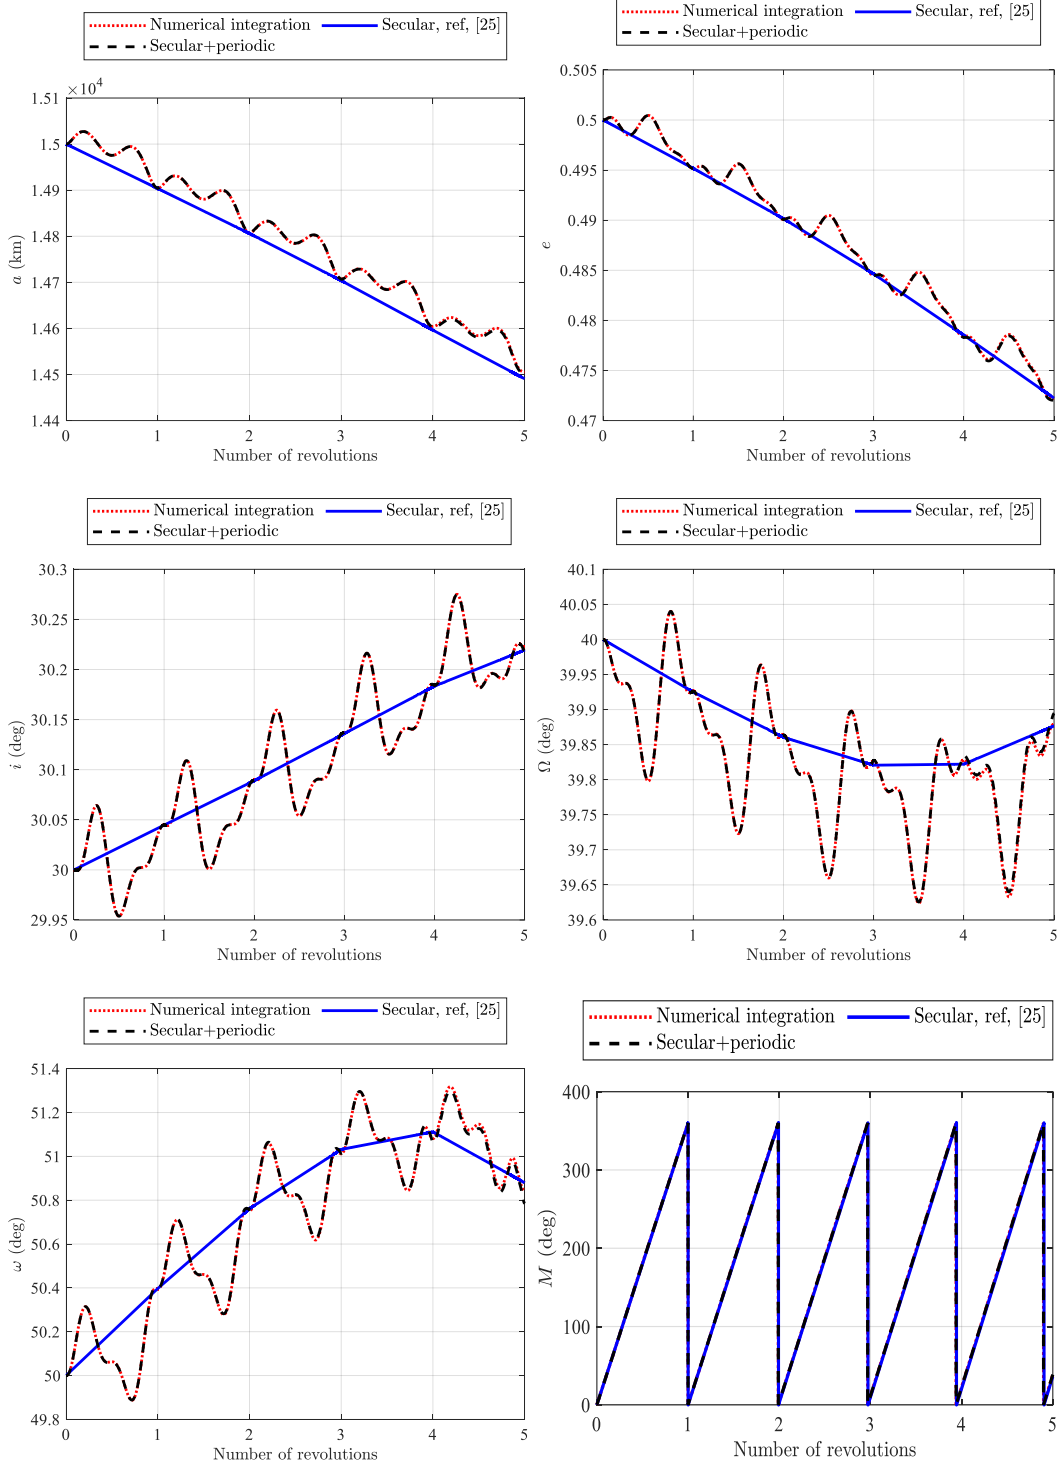 Numerical integration Secular, ref, [25]
Secular+periodic
×10⁴
1.51
1.5
1.49
1.48
1.47
1.46
1.45
1.44
a (km)
0 1 2 3 4 5
Number of revolutions
Numerical integration Secular, ref, [25]
Secular+periodic
0.505
0.5
0.495
0.49
0.485
0.48
0.475
0.47
e
0 1 2 3 4 5
Number of revolutions
Numerical integration Secular, ref, [25]
Secular+periodic
30.3
30.25
30.2
30.15
30.1
30.05
30
29.95
i (deg)
0 1 2 3 4 5
Number of revolutions
Numerical integration Secular, ref, [25]
Secular+periodic
40.1
40.05
40
39.95
39.9
39.85
39.8
39.75
39.7
39.65
39.6
Ω (deg)
0 1 2 3 4 5
Number of revolutions
Numerical integration Secular, ref, [25]
Secular+periodic
51.4
51.2
51
50.8
50.6
50.4
50.2
50
49.8
ω (deg)
0 1 2 3 4 5
Number of revolutions
Numerical integration Secular, ref, [25]
Secular+periodic
400
300
200
100
0
M (deg)
0 1 2 3 4 5
Number of revolutions